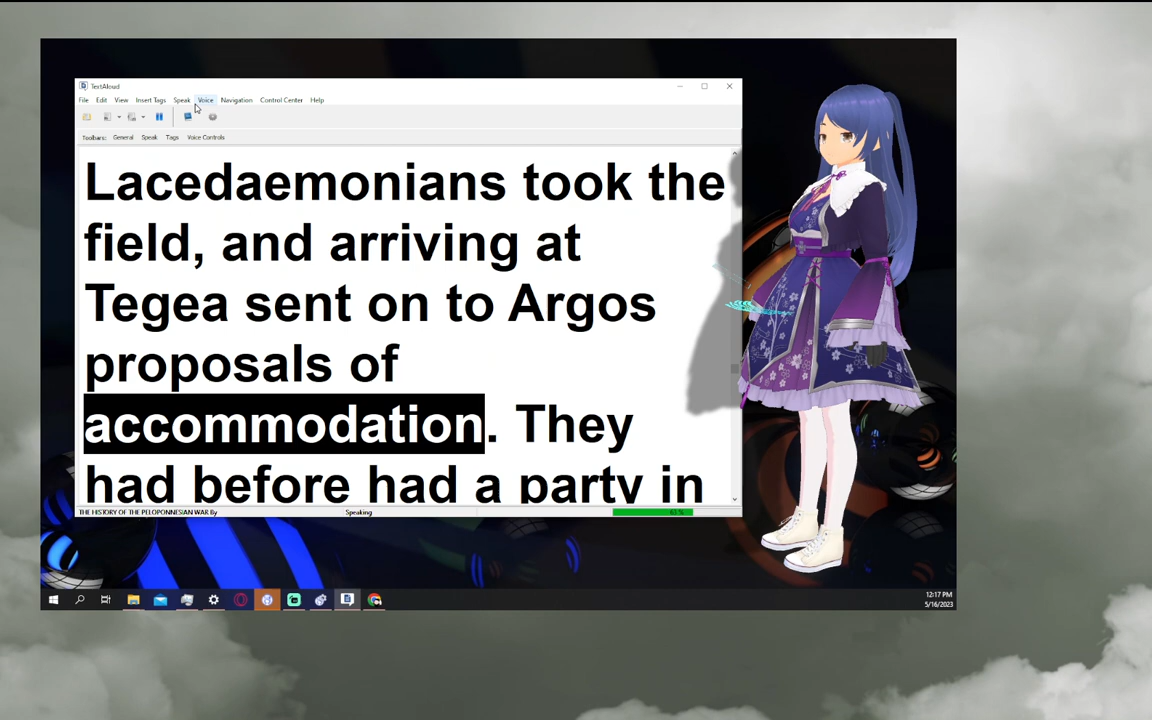 TextAloud
File Edit View Insert Tags Speak Voice Navigation Control Center Help
Toolbars: General Speak Tags Voice Controls
Lacedaemonians took the
field, and arriving at
Tegea sent on to Argos
proposals of
accommodation. They
had before had a party in
THE HISTORY OF THE PELOPONNESIAN WAR By Speaking 63 %
12:17 PM
5/16/2023